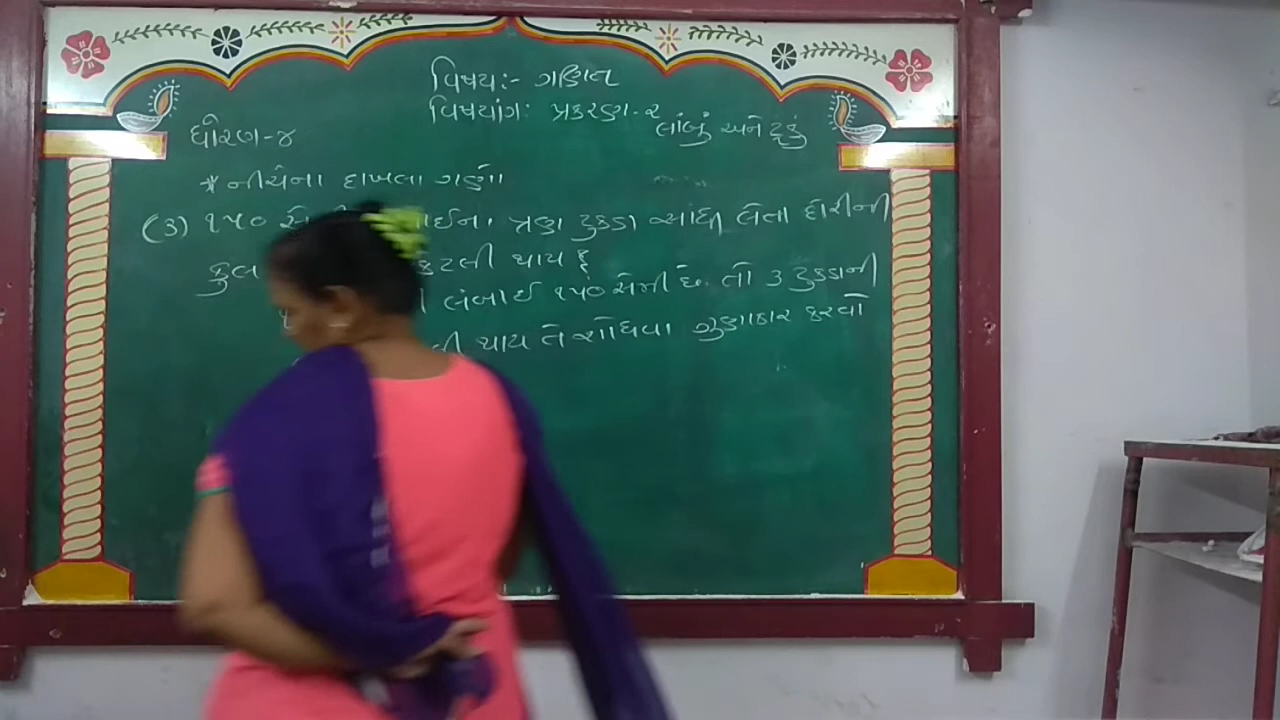 વિષયઃ- ગણિત
વિષયાંગઃ પ્રકરણ-૨
લાંબું અને ટૂકું
ધોરણ-૪
* નીચેના દાખલા ગણો
(૩) ૧૫૦ ત્રણ ટુકડા સાંધી લેતા દોરીની
કુલ કેટલી થાય ?
લંબાઈ ૧૫૦ સેમી છે. તો ૩ ટુકડાની
થાય તે શોધવા ગુણાકાર કરવો